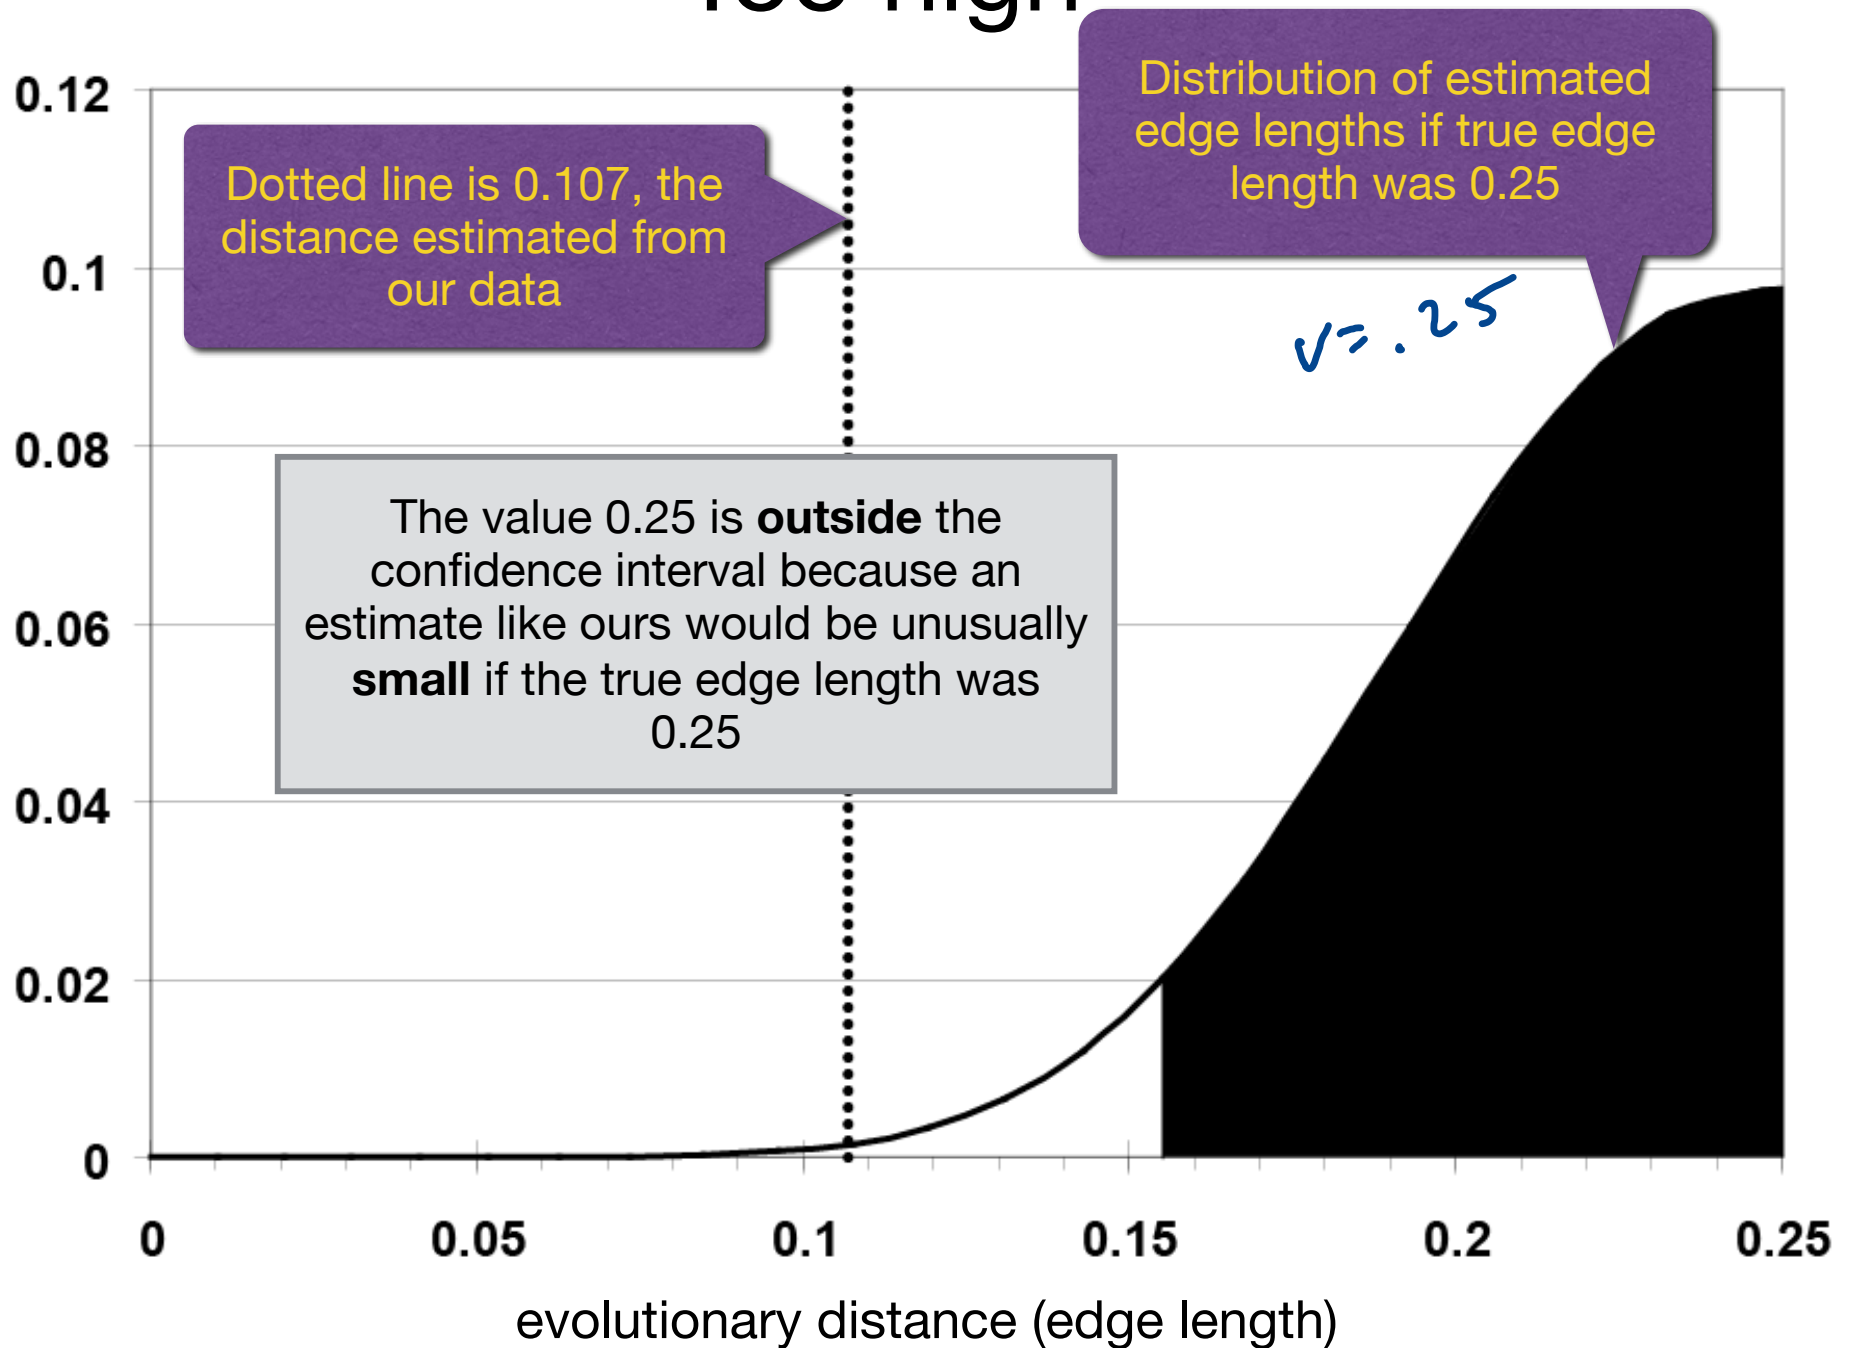 Too high
Distribution of estimated
edge lengths if true edge
length was 0.25
Dotted line is 0.107, the
distance estimated from
our data
v=.25
The value 0.25 is outside the
confidence interval because an
estimate like ours would be unusually
small if the true edge length was
0.25
0.12
0.1
0.08
0.06
0.04
0.02
0
0 0.05 0.1 0.15 0.2 0.25
evolutionary distance (edge length)